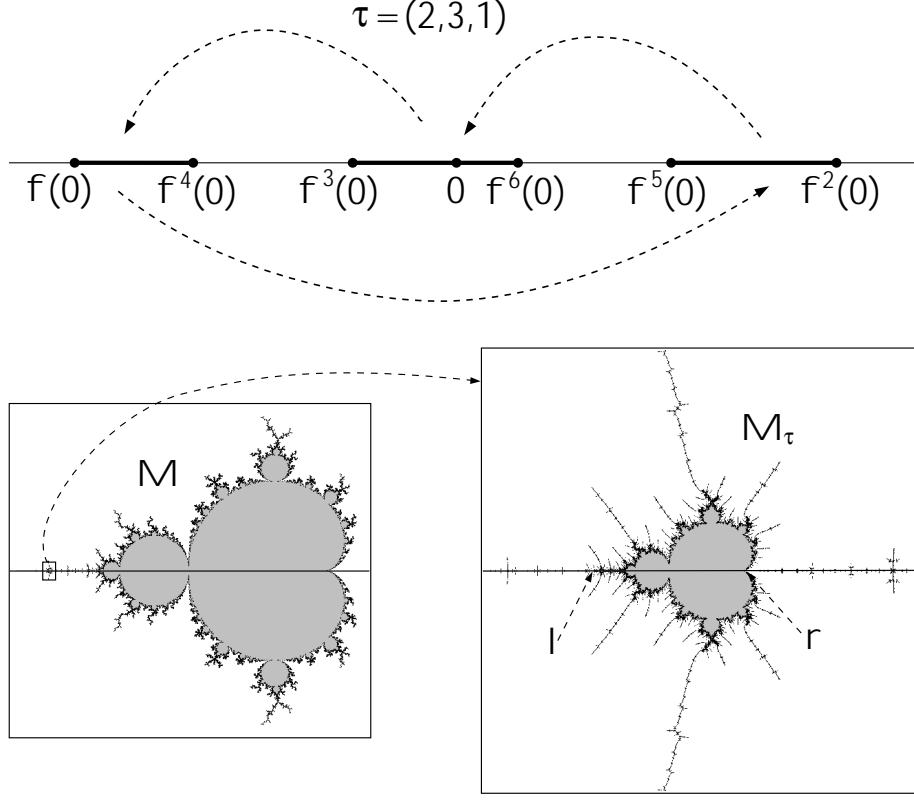 τ = (2,3,1)
f(0) f⁴(0) f³(0) 0 f⁶(0) f⁵(0) f²(0)
M
M_τ
l
r